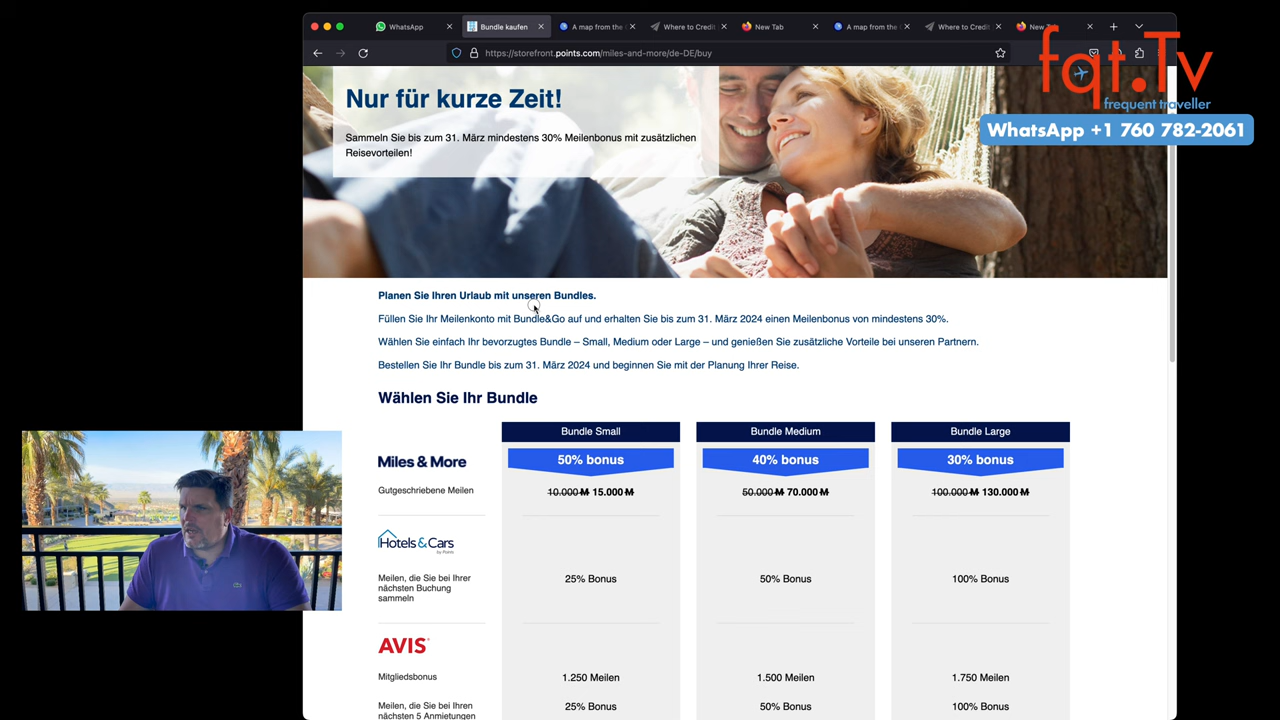 WhatsApp
Bundle kaufen
A map from the
Where to Credit
New Tab
A map from the
Where to Credit
https://storefront.points.com/miles-and-more/de-DE/buy
fqt.Tv
frequent traveller
WhatsApp +1 760 782-2061
Nur für kurze Zeit!
Sammeln Sie bis zum 31. März mindestens 30% Meilenbonus mit zusätzlichen
Reisevorteilen!
Planen Sie Ihren Urlaub mit unseren Bundles.
Füllen Sie Ihr Meilenkonto mit Bundle&Go auf und erhalten Sie bis zum 31. März 2024 einen Meilenbonus von mindestens 30%.
Wählen Sie einfach Ihr bevorzugtes Bundle – Small, Medium oder Large – und genießen Sie zusätzliche Vorteile bei unseren Partnern.
Bestellen Sie Ihr Bundle bis zum 31. März 2024 und beginnen Sie mit der Planung Ihrer Reise.
Wählen Sie Ihr Bundle
Bundle Small Bundle Medium Bundle Large
Miles & More 50% bonus 40% bonus 30% bonus
Gutgeschriebene Meilen 10.000 M 15.000 M 50.000 M 70.000 M 100.000 M 130.000 M
Hotels & Cars
by Points
Meilen, die Sie bei Ihrer
nächsten Buchung
sammeln
25% Bonus 50% Bonus 100% Bonus
AVIS
Mitgliedsbonus 1.250 Meilen 1.500 Meilen 1.750 Meilen
Meilen, die Sie bei Ihren
nächsten 5 Anmietungen
25% Bonus 50% Bonus 100% Bonus